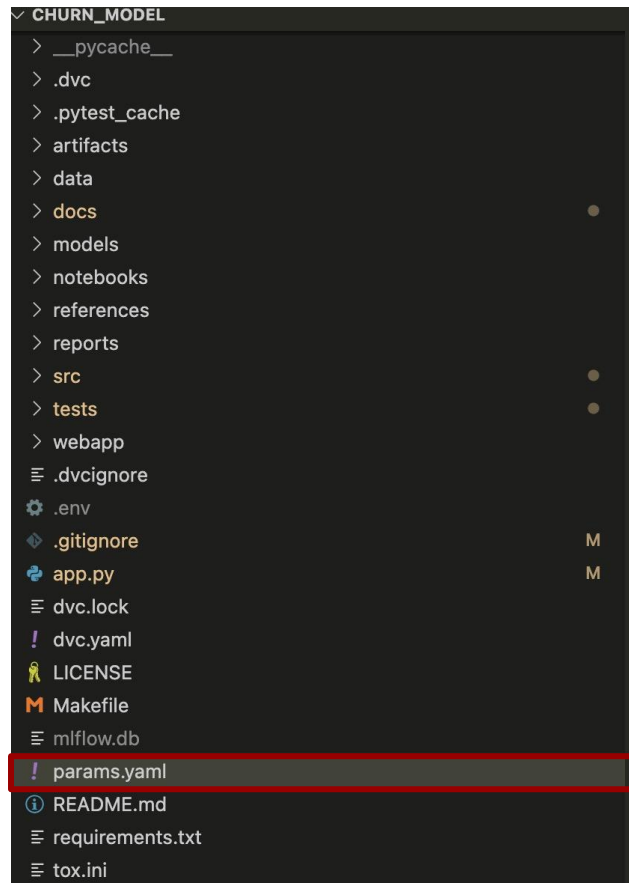 CHURN_MODEL
__pycache__
.dvc
.pytest_cache
artifacts
data
docs
models
notebooks
references
reports
src
tests
webapp
.dvcignore
.env
.gitignore M
app.py M
dvc.lock
! dvc.yaml
LICENSE
M Makefile
mlflow.db
! params.yaml
README.md
requirements.txt
tox.ini